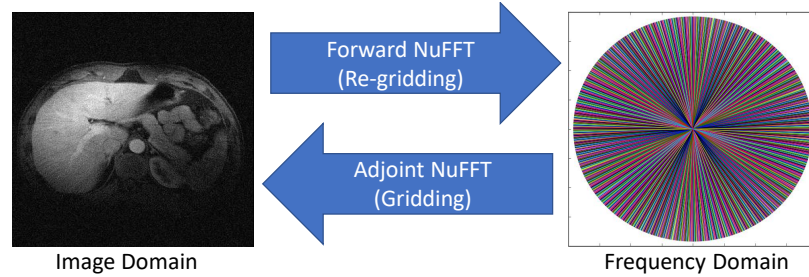 Forward NuFFT
(Re-gridding)
Adjoint NuFFT
(Gridding)
Image Domain
Frequency Domain